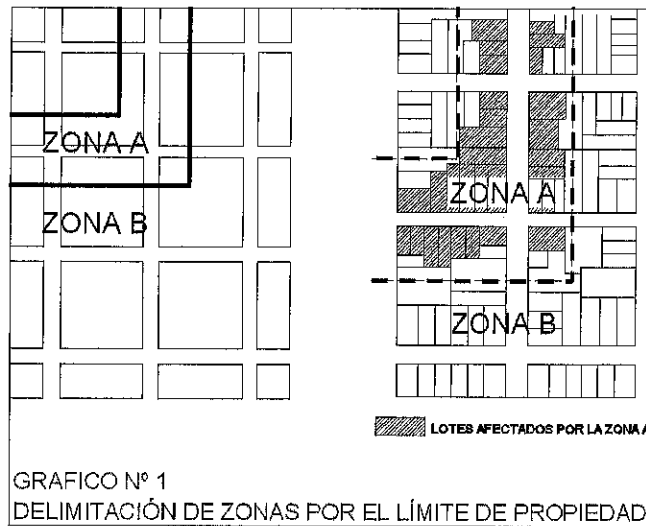 ZONA A
ZONA B
ZONA A
ZONA B
LOTES AFECTADOS POR LA ZONA A
GRAFICO Nº 1
DELIMITACIÓN DE ZONAS POR EL LÍMITE DE PROPIEDAD